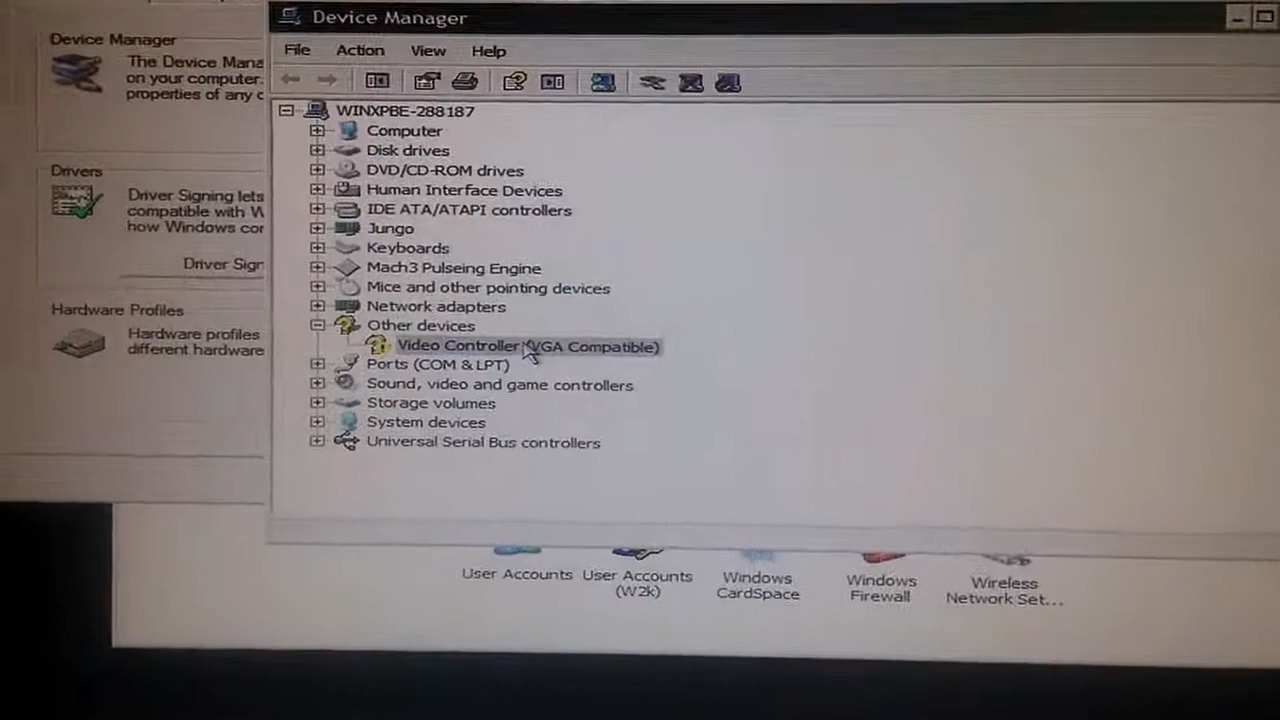 Device Manager
The Device Mana
on your computer.
properties of any c
Drivers
Driver Signing lets
compatible with W
how Windows cor
Driver Sign
Hardware Profiles
Hardware profiles
different hardware
Device Manager
File Action View Help
WINXPBE-288187
Computer
Disk drives
DVD/CD-ROM drives
Human Interface Devices
IDE ATA/ATAPI controllers
Jungo
Keyboards
Mach3 Pulseing Engine
Mice and other pointing devices
Network adapters
Other devices
Video Controller (VGA Compatible)
Ports (COM & LPT)
Sound, video and game controllers
Storage volumes
System devices
Universal Serial Bus controllers
User Accounts
User Accounts
(W2k)
Windows
CardSpace
Windows
Firewall
Wireless
Network Set...